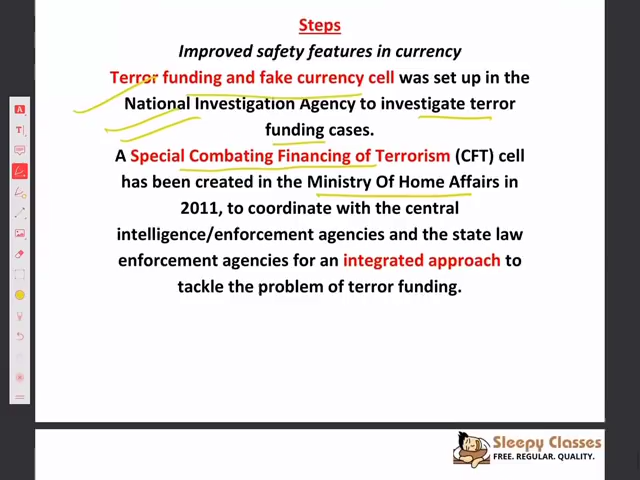 Steps
Improved safety features in currency
Terror funding and fake currency cell was set up in the
National Investigation Agency to investigate terror
funding cases.
A Special Combating Financing of Terrorism (CFT) cell
has been created in the Ministry Of Home Affairs in
2011, to coordinate with the central
intelligence/enforcement agencies and the state law
enforcement agencies for an integrated approach to
tackle the problem of terror funding.
Sleepy Classes
FREE. REGULAR. QUALITY.